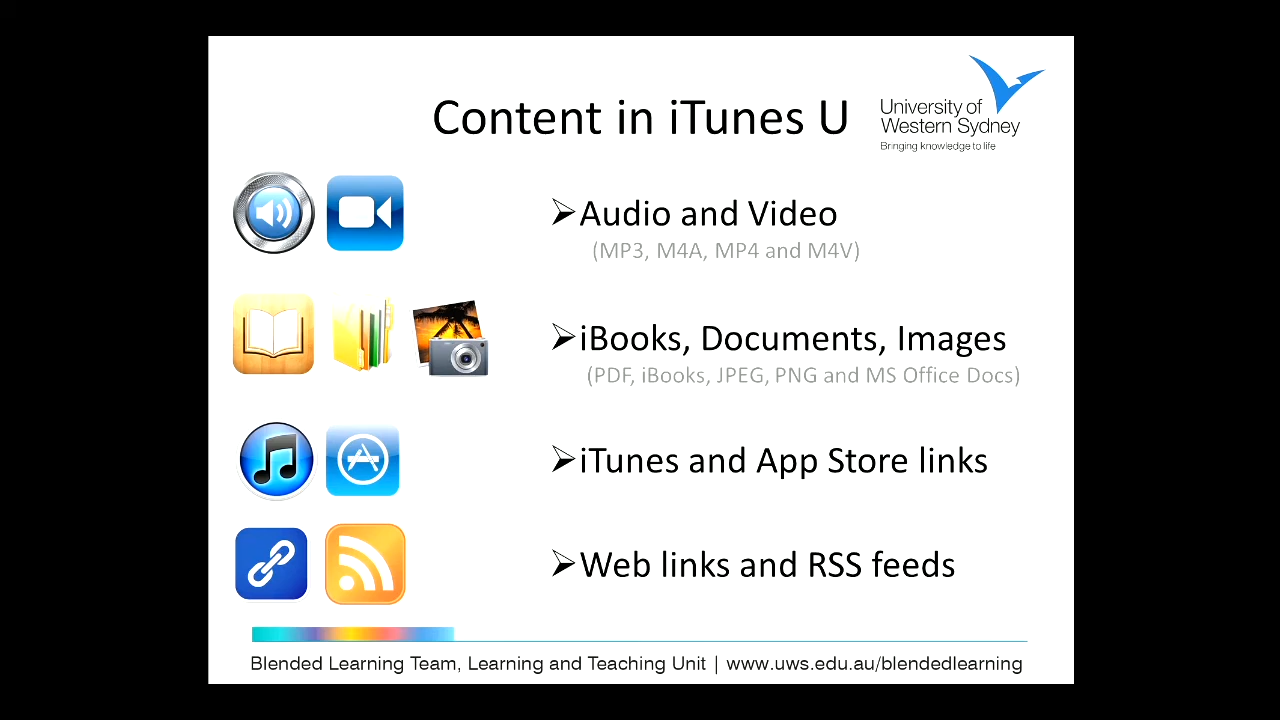 Content in iTunes U
University of
Western Sydney
Bringing knowledge to life
➢Audio and Video
(MP3, M4A, MP4 and M4V)
➢iBooks, Documents, Images
(PDF, iBooks, JPEG, PNG and MS Office Docs)
➢iTunes and App Store links
➢Web links and RSS feeds
Blended Learning Team, Learning and Teaching Unit | www.uws.edu.au/blendedlearning